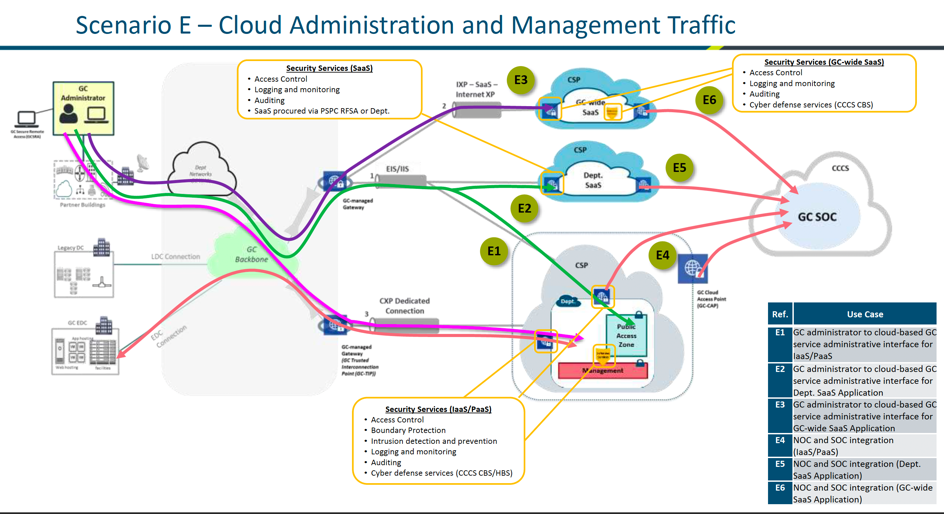 Scenario E – Cloud Administration and Management Traffic
GC
Administrator
GC Secure Remote
Access (GCSRA)
Partner Buildings
Legacy DC
GC EDC
App hosting
Web hosting
LDC Connection
EDC
Connection
Dept
Networks
GC
Backbone
Security Services (SaaS)
• Access Control
• Logging and monitoring
• Auditing
• SaaS procured via PSPC RFSA or Dept.
GC-managed
Gateway
GC-managed
Gateway
(GC Trusted
Interconnection
Point (GC-TIP))
IXP – SaaS –
Internet XP
2
EIS/IIS
1
CXP Dedicated
Connection
3
E3
E2
E1
E6
E5
E4
CSP
GC-wide
SaaS
CSP
Dept.
SaaS
CSP
Dept.
Public
Access
Zone
Management
Security Services (GC-wide SaaS)
• Access Control
• Logging and monitoring
• Auditing
• Cyber defense services (CCCS CBS)
CCCS
GC SOC
GC Cloud
Access Point
(GC-CAP)
Security Services (IaaS/PaaS)
• Access Control
• Boundary Protection
• Intrusion detection and prevention
• Logging and monitoring
• Auditing
• Cyber defense services (CCCS CBS/HBS)
Ref. Use Case
E1 GC administrator to cloud-based GC
service administrative interface for
IaaS/PaaS
E2 GC administrator to cloud-based GC
service administrative interface for
Dept. SaaS Application
E3 GC administrator to cloud-based GC
service administrative interface for
GC-wide SaaS Application
E4 NOC and SOC integration
(IaaS/PaaS)
E5 NOC and SOC integration (Dept.
SaaS Application)
E6 NOC and SOC integration (GC-wide
SaaS Application)